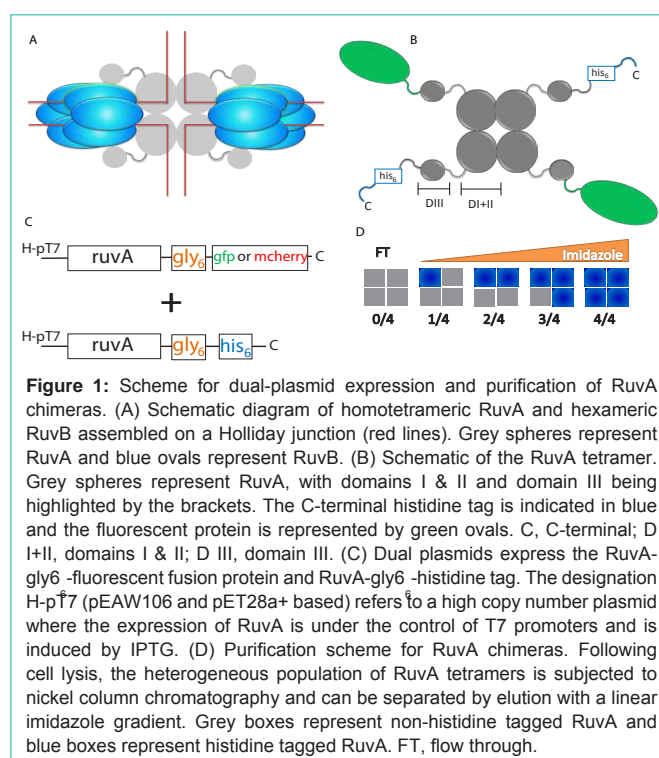 A
B
his6
C
his6
C
DIII
DI+II
C
H-pT7
ruvA
gly6
gfp or mcherry
C
+
H-pT7
ruvA
gly6
his6
C
D
FT
Imidazole
0/4
1/4
2/4
3/4
4/4
Figure 1: Scheme for dual-plasmid expression and purification of RuvA
chimeras. (A) Schematic diagram of homotetrameric RuvA and hexameric
RuvB assembled on a Holliday junction (red lines). Grey spheres represent
RuvA and blue ovals represent RuvB. (B) Schematic of the RuvA tetramer.
Grey spheres represent RuvA, with domains I & II and domain III being
highlighted by the brackets. The C-terminal histidine tag is indicated in blue
and the fluorescent protein is represented by green ovals. C, C-terminal; D
I+II, domains I & II; D III, domain III. (C) Dual plasmids express the RuvA-
gly6 -fluorescent fusion protein and RuvA-gly6 -histidine tag. The designation
H-pT7 (pEAW106 and pET28a+ based) refers to a high copy number plasmid
6 6
where the expression of RuvA is under the control of T7 promoters and is
induced by IPTG. (D) Purification scheme for RuvA chimeras. Following
cell lysis, the heterogeneous population of RuvA tetramers is subjected to
nickel column chromatography and can be separated by elution with a linear
imidazole gradient. Grey boxes represent non-histidine tagged RuvA and
blue boxes represent histidine tagged RuvA. FT, flow through.